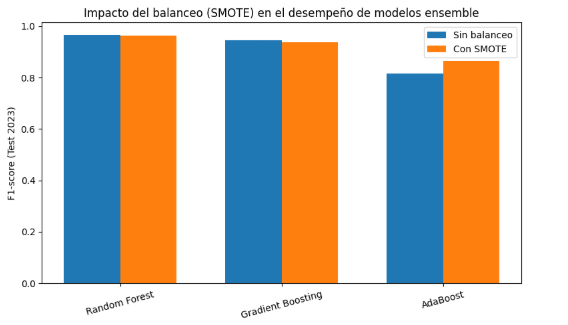 Impacto del balanceo (SMOTE) en el desempeño de modelos ensemble
Sin balanceo
Con SMOTE
F1-score (Test 2023)
1.0
0.8
0.6
0.4
0.2
0.0
Random Forest
Gradient Boosting
AdaBoost